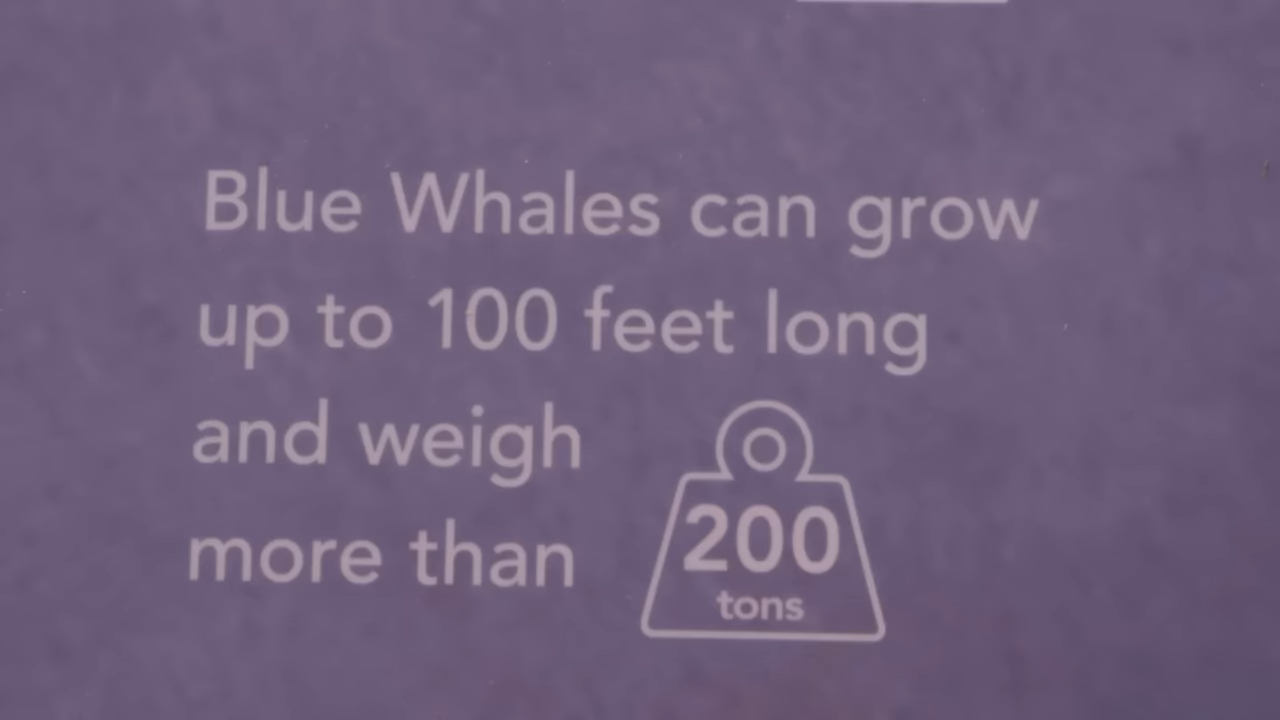 Blue Whales can grow
up to 100 feet long
and weigh
more than
200
tons